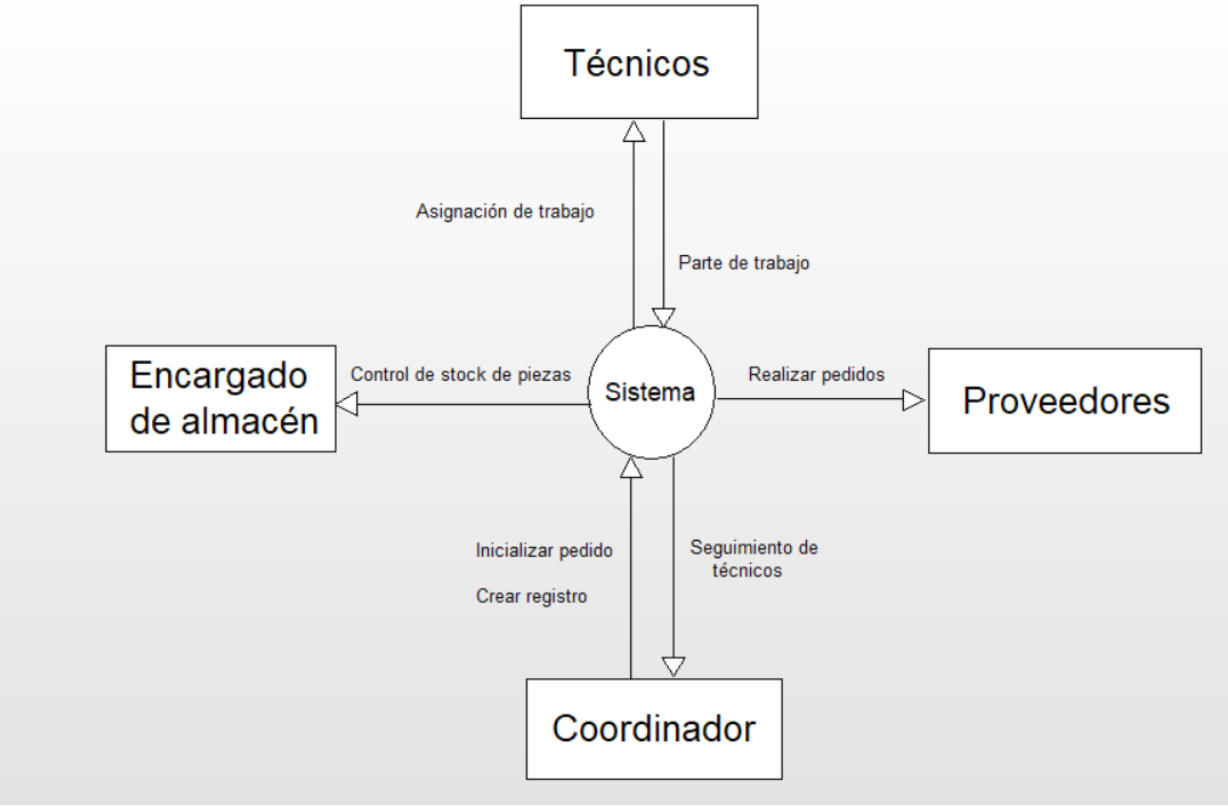 Técnicos
Asignación de trabajo
Parte de trabajo
Encargado
de almacén
Control de stock de piezas
Sistema
Realizar pedidos
Proveedores
Inicializar pedido
Crear registro
Seguimiento de
técnicos
Coordinador